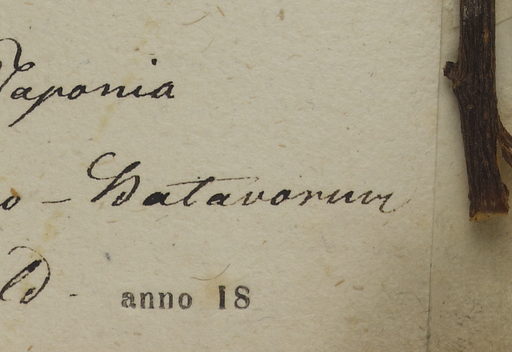 Japonia
o - Batavorum
d - anno 18